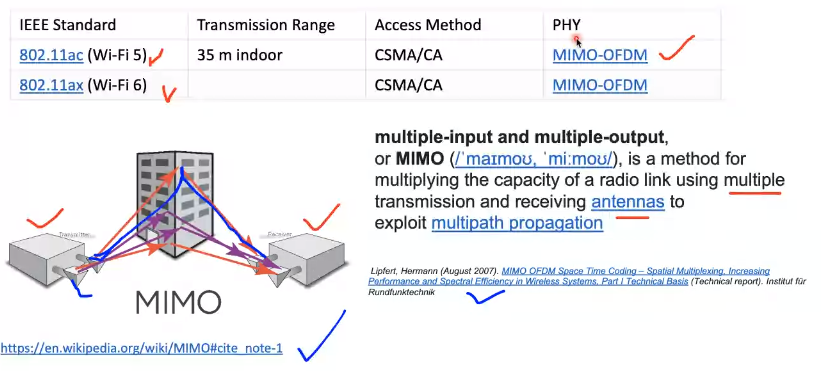 IEEE Standard Transmission Range Access Method PHY
802.11ac (Wi-Fi 5) 35 m indoor CSMA/CA MIMO-OFDM
802.11ax (Wi-Fi 6) CSMA/CA MIMO-OFDM
multiple-input and multiple-output,
or MIMO (/ˈmaɪmoʊ, ˈmiːmoʊ/), is a method for
multiplying the capacity of a radio link using multiple
transmission and receiving antennas to
exploit multipath propagation
Transmitter
Receiver
MIMO
Lipfert, Hermann (August 2007). MIMO OFDM Space Time Coding – Spatial Multiplexing, Increasing
Performance and Spectral Efficiency in Wireless Systems, Part I Technical Basis (Technical report). Institut für
Rundfunktechnik
https://en.wikipedia.org/wiki/MIMO#cite_note-1